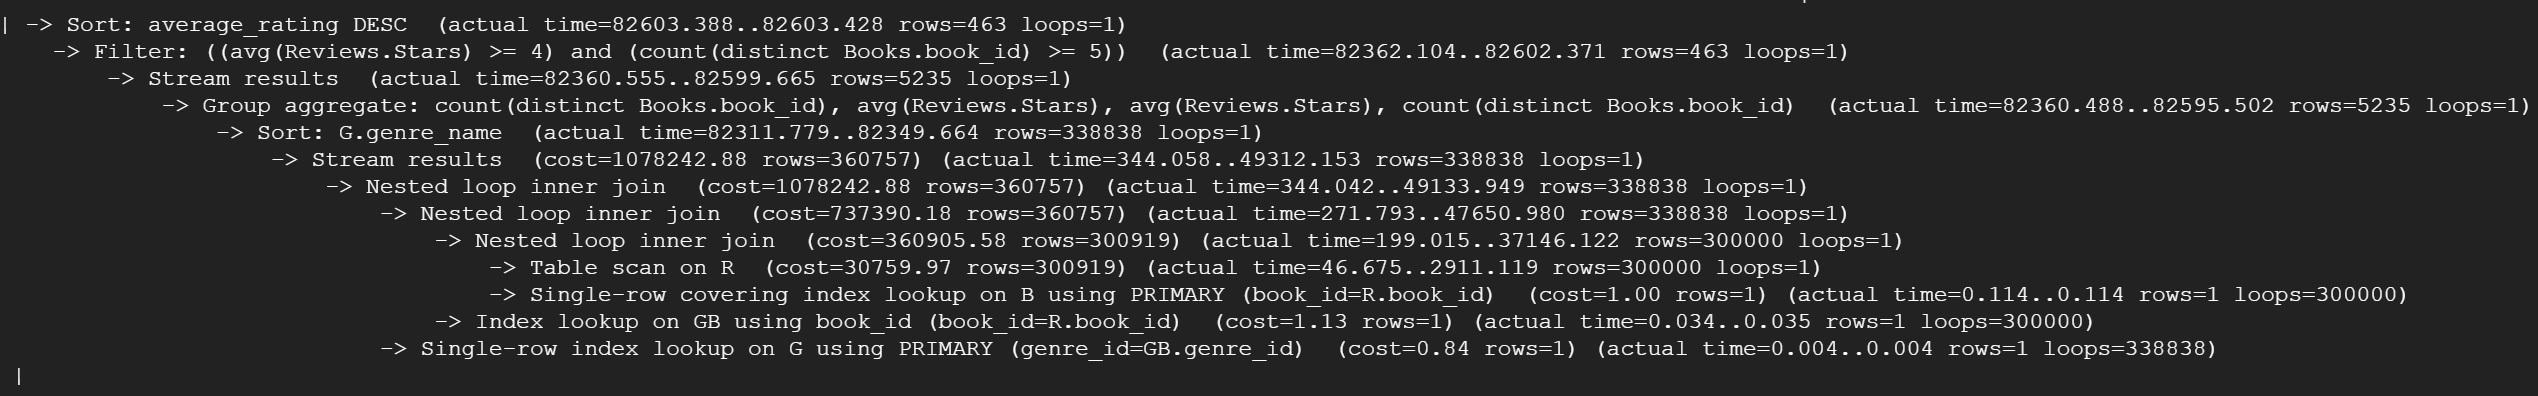 | -> Sort: average_rating DESC  (actual time=82603.388..82603.428 rows=463 loops=1)
    -> Filter: ((avg(Reviews.Stars) >= 4) and (count(distinct Books.book_id) >= 5))  (actual time=82362.104..82602.371 rows=463 loops=1)
        -> Stream results  (actual time=82360.555..82599.665 rows=5235 loops=1)
            -> Group aggregate: count(distinct Books.book_id), avg(Reviews.Stars), avg(Reviews.Stars), count(distinct Books.book_id)  (actual time=82360.488..82595.502 rows=5235 loops=1)
                -> Sort: G.genre_name  (actual time=82311.779..82349.664 rows=338838 loops=1)
                    -> Stream results  (cost=1078242.88 rows=360757) (actual time=344.058..49312.153 rows=338838 loops=1)
                        -> Nested loop inner join  (cost=1078242.88 rows=360757) (actual time=344.042..49133.949 rows=338838 loops=1)
                            -> Nested loop inner join  (cost=737390.18 rows=360757) (actual time=271.793..47650.980 rows=338838 loops=1)
                                -> Nested loop inner join  (cost=360905.58 rows=300919) (actual time=199.015..37146.122 rows=300000 loops=1)
                                    -> Table scan on R  (cost=30759.97 rows=300919) (actual time=46.675..2911.119 rows=300000 loops=1)
                                    -> Single-row covering index lookup on B using PRIMARY (book_id=R.book_id)  (cost=1.00 rows=1) (actual time=0.114..0.114 rows=1 loops=300000)
                                -> Index lookup on GB using book_id (book_id=R.book_id)  (cost=1.13 rows=1) (actual time=0.034..0.035 rows=1 loops=300000)
                            -> Single-row index lookup on G using PRIMARY (genre_id=GB.genre_id)  (cost=0.84 rows=1) (actual time=0.004..0.004 rows=1 loops=338838)
 |